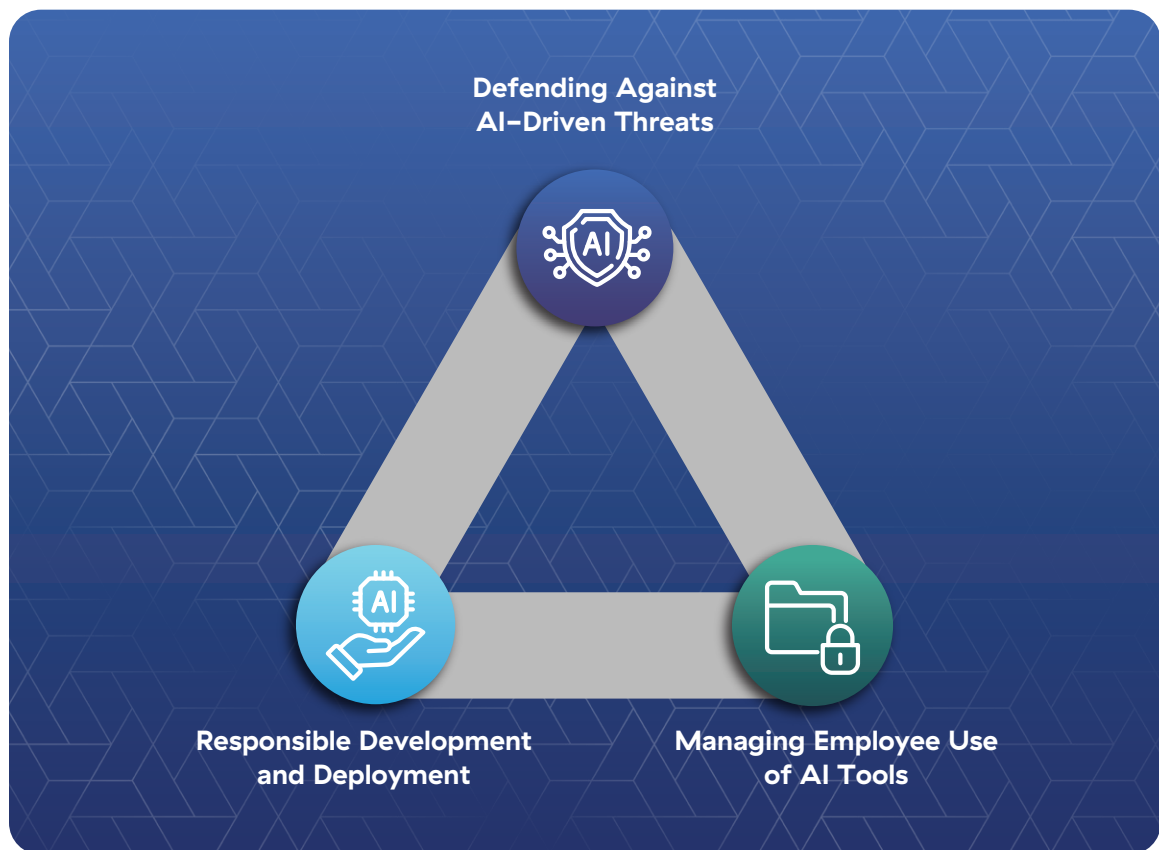 Defending Against
AI-Driven Threats
AI
AI
Responsible Development
and Deployment
Managing Employee Use
of AI Tools